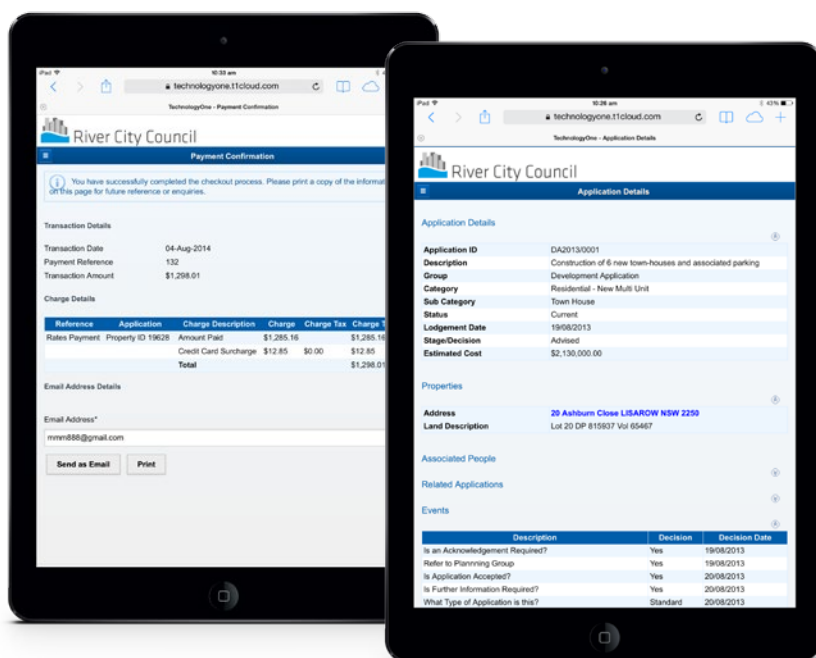 iPad
10:33 am
technologyone.t1cloud.com
TechnologyOne - Payment Confirmation
River City Council
Payment Confirmation
You have successfully completed the checkout process. Please print a copy of the
on this page for future reference or enquiries.
Transaction Details
Transaction Date 04-Aug-2014
Payment Reference 132
Transaction Amount $1,298.01
Charge Details
Reference Application Charge Description Charge Charge Tax Charge
Rates Payment Property ID 19628 Amount Paid $1,285.16 $1,285.16
Credit Card Surcharge $12.85 $0.00 $12.85
Total $1,298.01
Email Address Details
Email Address*
mmm888@gmail.com
Send as Email Print
iPad 10:26 am 43%
technologyone.t1cloud.com
TechnologyOne - Application Details
River City Council
Application Details
Application Details
Application ID DA2013/0001
Description Construction of 6 new town-houses and associated parking
Group Development Application
Category Residential - New Multi Unit
Sub Category Town House
Status Current
Lodgement Date 19/08/2013
Stage/Decision Advised
Estimated Cost $2,130,000.00
Properties
Address 20 Ashburn Close LISAROW NSW 2250
Land Description Lot 20 DP 815937 Vol 65467
Associated People
Related Applications
Events
Description Decision Decision Date
Is an Acknowledgement Required? Yes 19/08/2013
Refer to Plannning Group Yes 19/08/2013
Is Application Accepted? Yes 20/08/2013
Is Further Information Required? Yes 20/08/2013
What Type of Application is this? Standard 20/08/2013